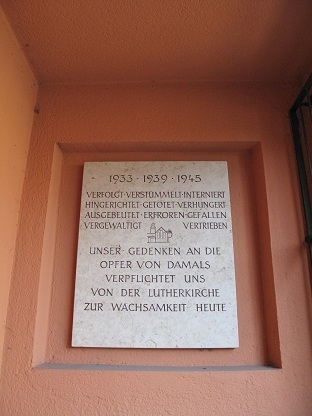 1933 · 1939 · 1945
VERFOLGT · VERSTÜMMELT · INTERNIERT
HINGERICHTET · GETÖTET · VERHUNGERT
AUSGEBEUTET · ERFROREN · GEFALLEN
VERGEWALTIGT VERTRIEBEN
UNSER GEDENKEN AN DIE
OPFER VON DAMALS
VERPFLICHTET UNS
VON DER LUTHERKIRCHE
ZUR WACHSAMKEIT HEUTE